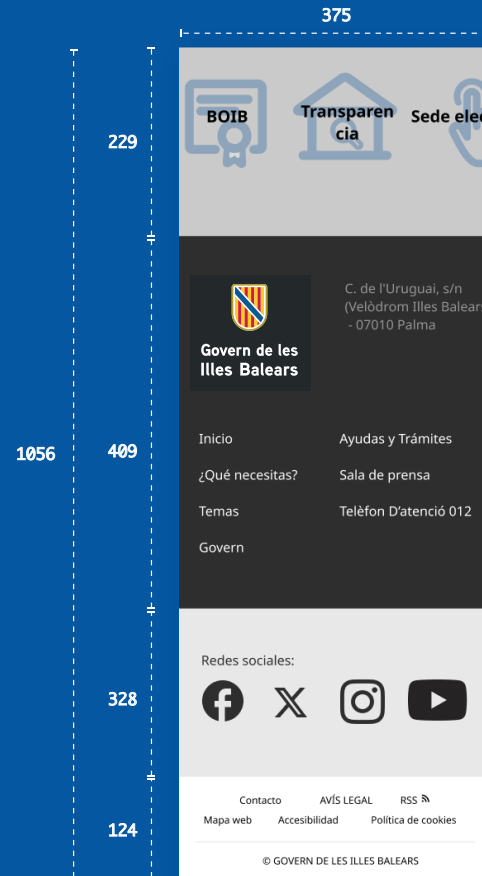 375
229
BOIB
Transparen
cia
Sede elec
1056
409
Govern de les
Illes Balears
C. de l'Uruguai, s/n
(Velòdrom Illes Balears
- 07010 Palma
Inicio
Ayudas y Trámites
¿Qué necesitas?
Sala de prensa
Temas
Telèfon D'atenció 012
Govern
328
Redes sociales:
124
Contacto
AVÍS LEGAL
RSS
Mapa web
Accesibilidad
Política de cookies
© GOVERN DE LES ILLES BALEARS